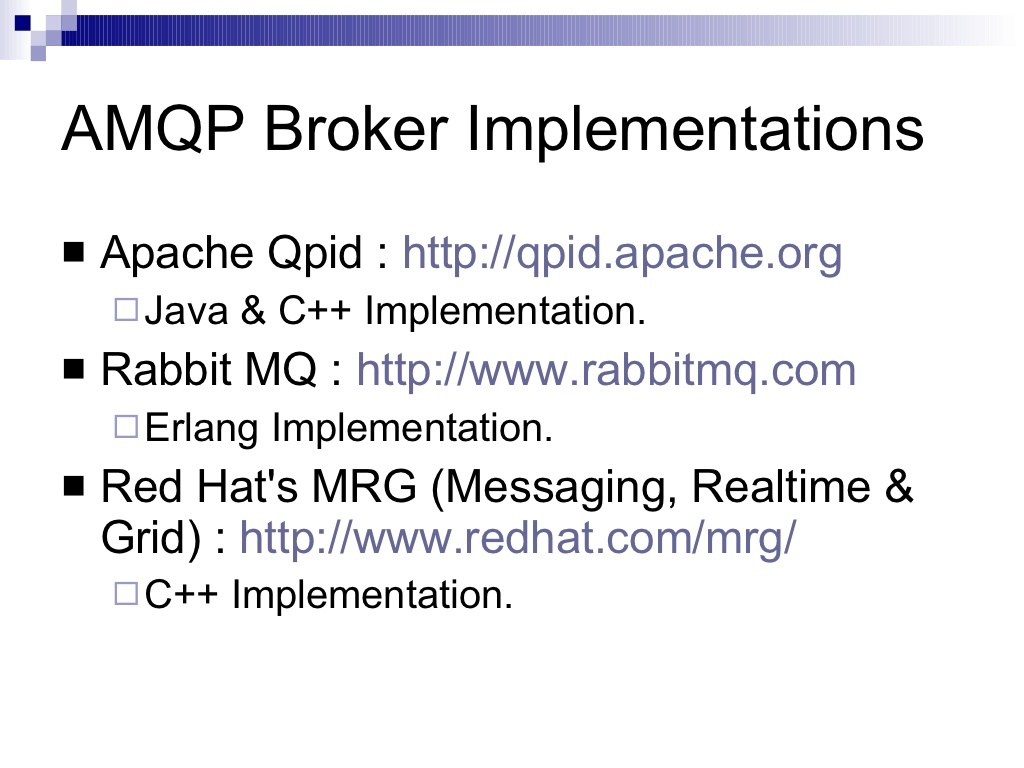 AMQP Broker Implementations
Apache Qpid : http://qpid.apache.org
Java & C++ Implementation.
Rabbit MQ : http://www.rabbitmq.com
Erlang Implementation.
Red Hat's MRG (Messaging, Realtime &
Grid) : http://www.redhat.com/mrg/
C++ Implementation.